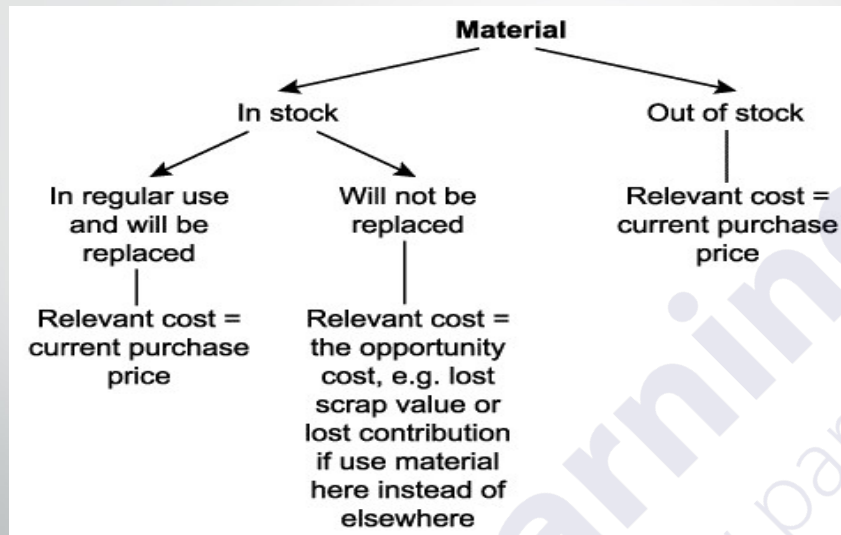 Material
In stock
Out of stock
In regular use
and will be
replaced
Will not be
replaced
Relevant cost =
current purchase
price
Relevant cost =
current purchase
price
Relevant cost =
the opportunity
cost, e.g. lost
scrap value or
lost contribution
if use material
here instead of
elsewhere
arning
par